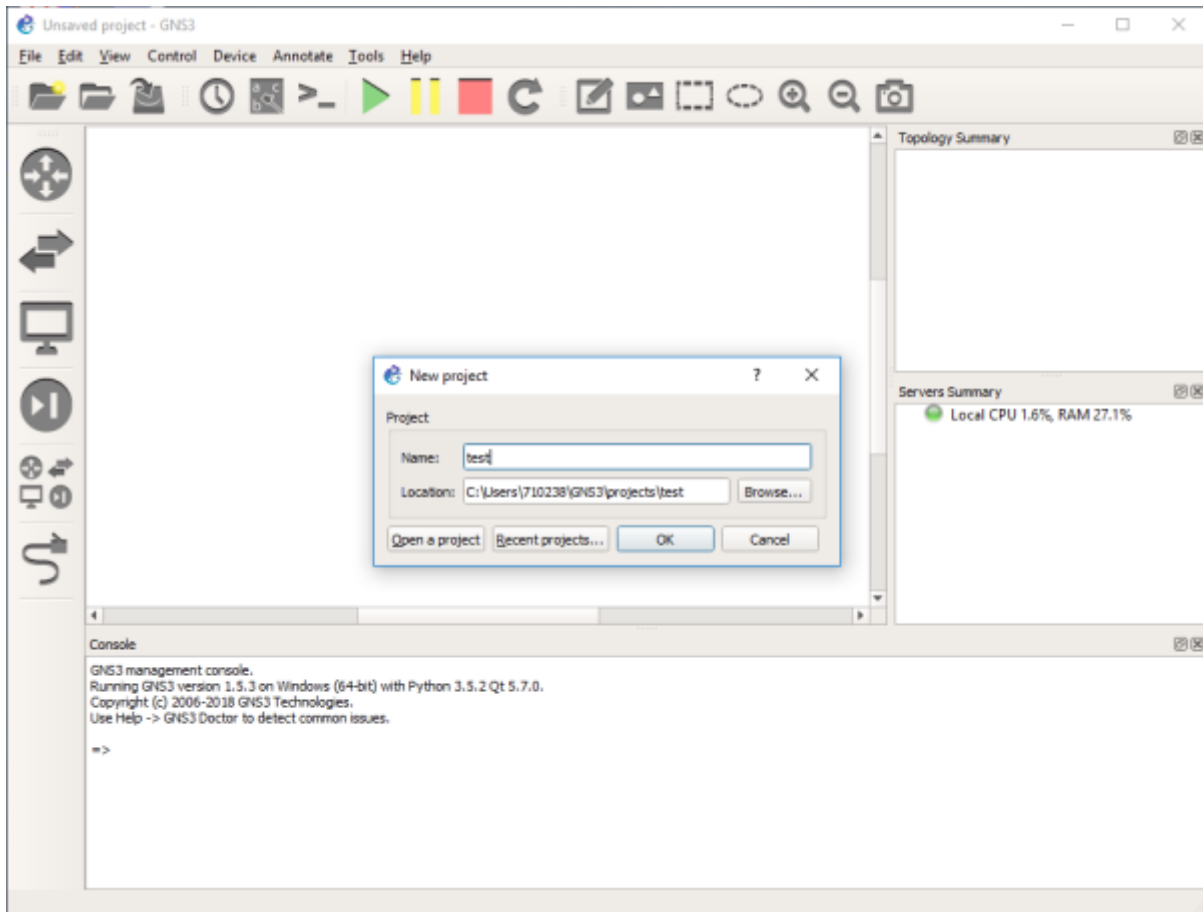 Unsaved project - GNS3
File Edit View Control Device Annotate Tools Help
Topology Summary
Servers Summary
Local CPU 1.6%, RAM 27.1%
New project
Project
Name: test
Location: C:\Users\710238\GNS3\projects\test Browse...
Open a project Recent projects... OK Cancel
Console
GNS3 management console.
Running GNS3 version 1.5.3 on Windows (64-bit) with Python 3.5.2 Qt 5.7.0.
Copyright (c) 2006-2018 GNS3 Technologies.
Use Help -> GNS3 Doctor to detect common issues.
=>